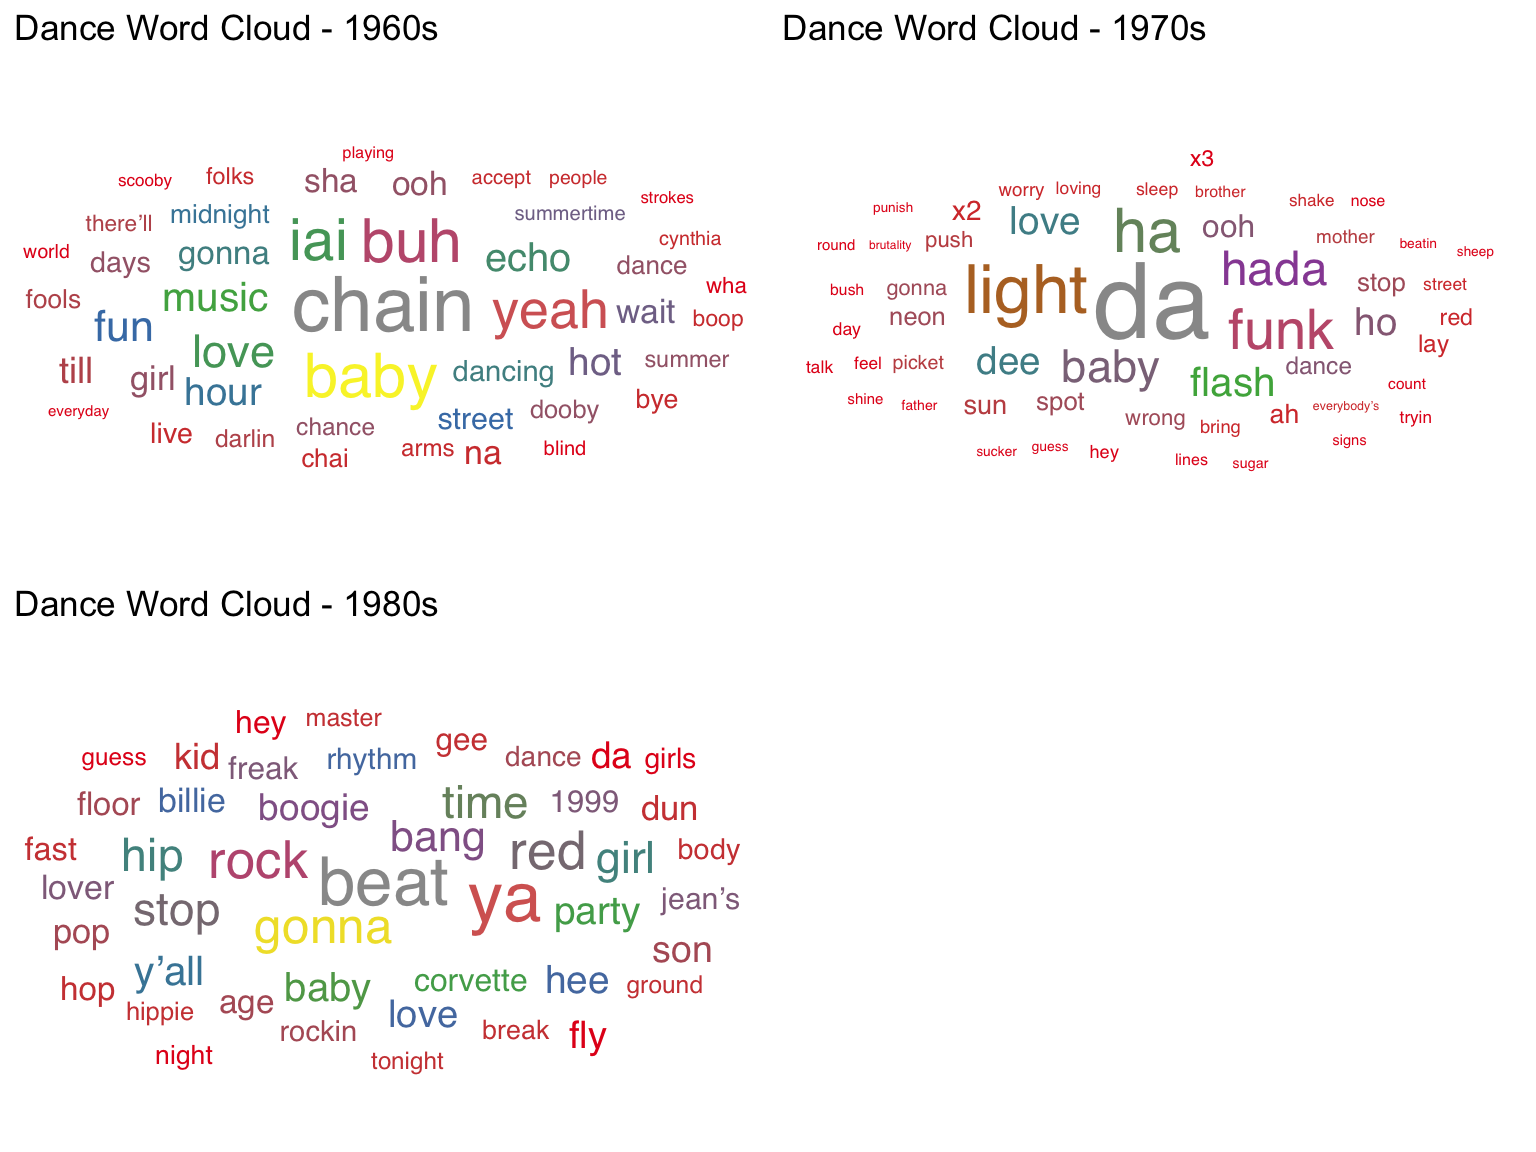 Dance Word Cloud - 1960s
playing
scooby folks sha ooh accept people
strokes
there'll midnight summertime
world days gonna iai buh echo dance cynthia
fools music chain yeah wait wha
fun boop
love
till girl hour baby dancing hot summer
everyday street dooby bye
live darlin chance
chai arms na blind
Dance Word Cloud - 1970s
x3
worry loving sleep brother
punish x2 love ha ooh shake nose
round brutality push mother beatin sheep
bush gonna light da hada stop street
day neon funk ho red
lay
talk feel picket dee baby flash dance count
shine father sun spot wrong bring ah everybody's tryin
signs
sucker guess hey lines sugar
Dance Word Cloud - 1980s
hey master
guess kid freak rhythm gee dance da girls
floor billie boogie time 1999 dun
fast hip rock bang red girl body
lover stop beat ya party jean's
pop gonna son
hop y'all baby corvette hee ground
hippie age rockin love break fly
night tonight